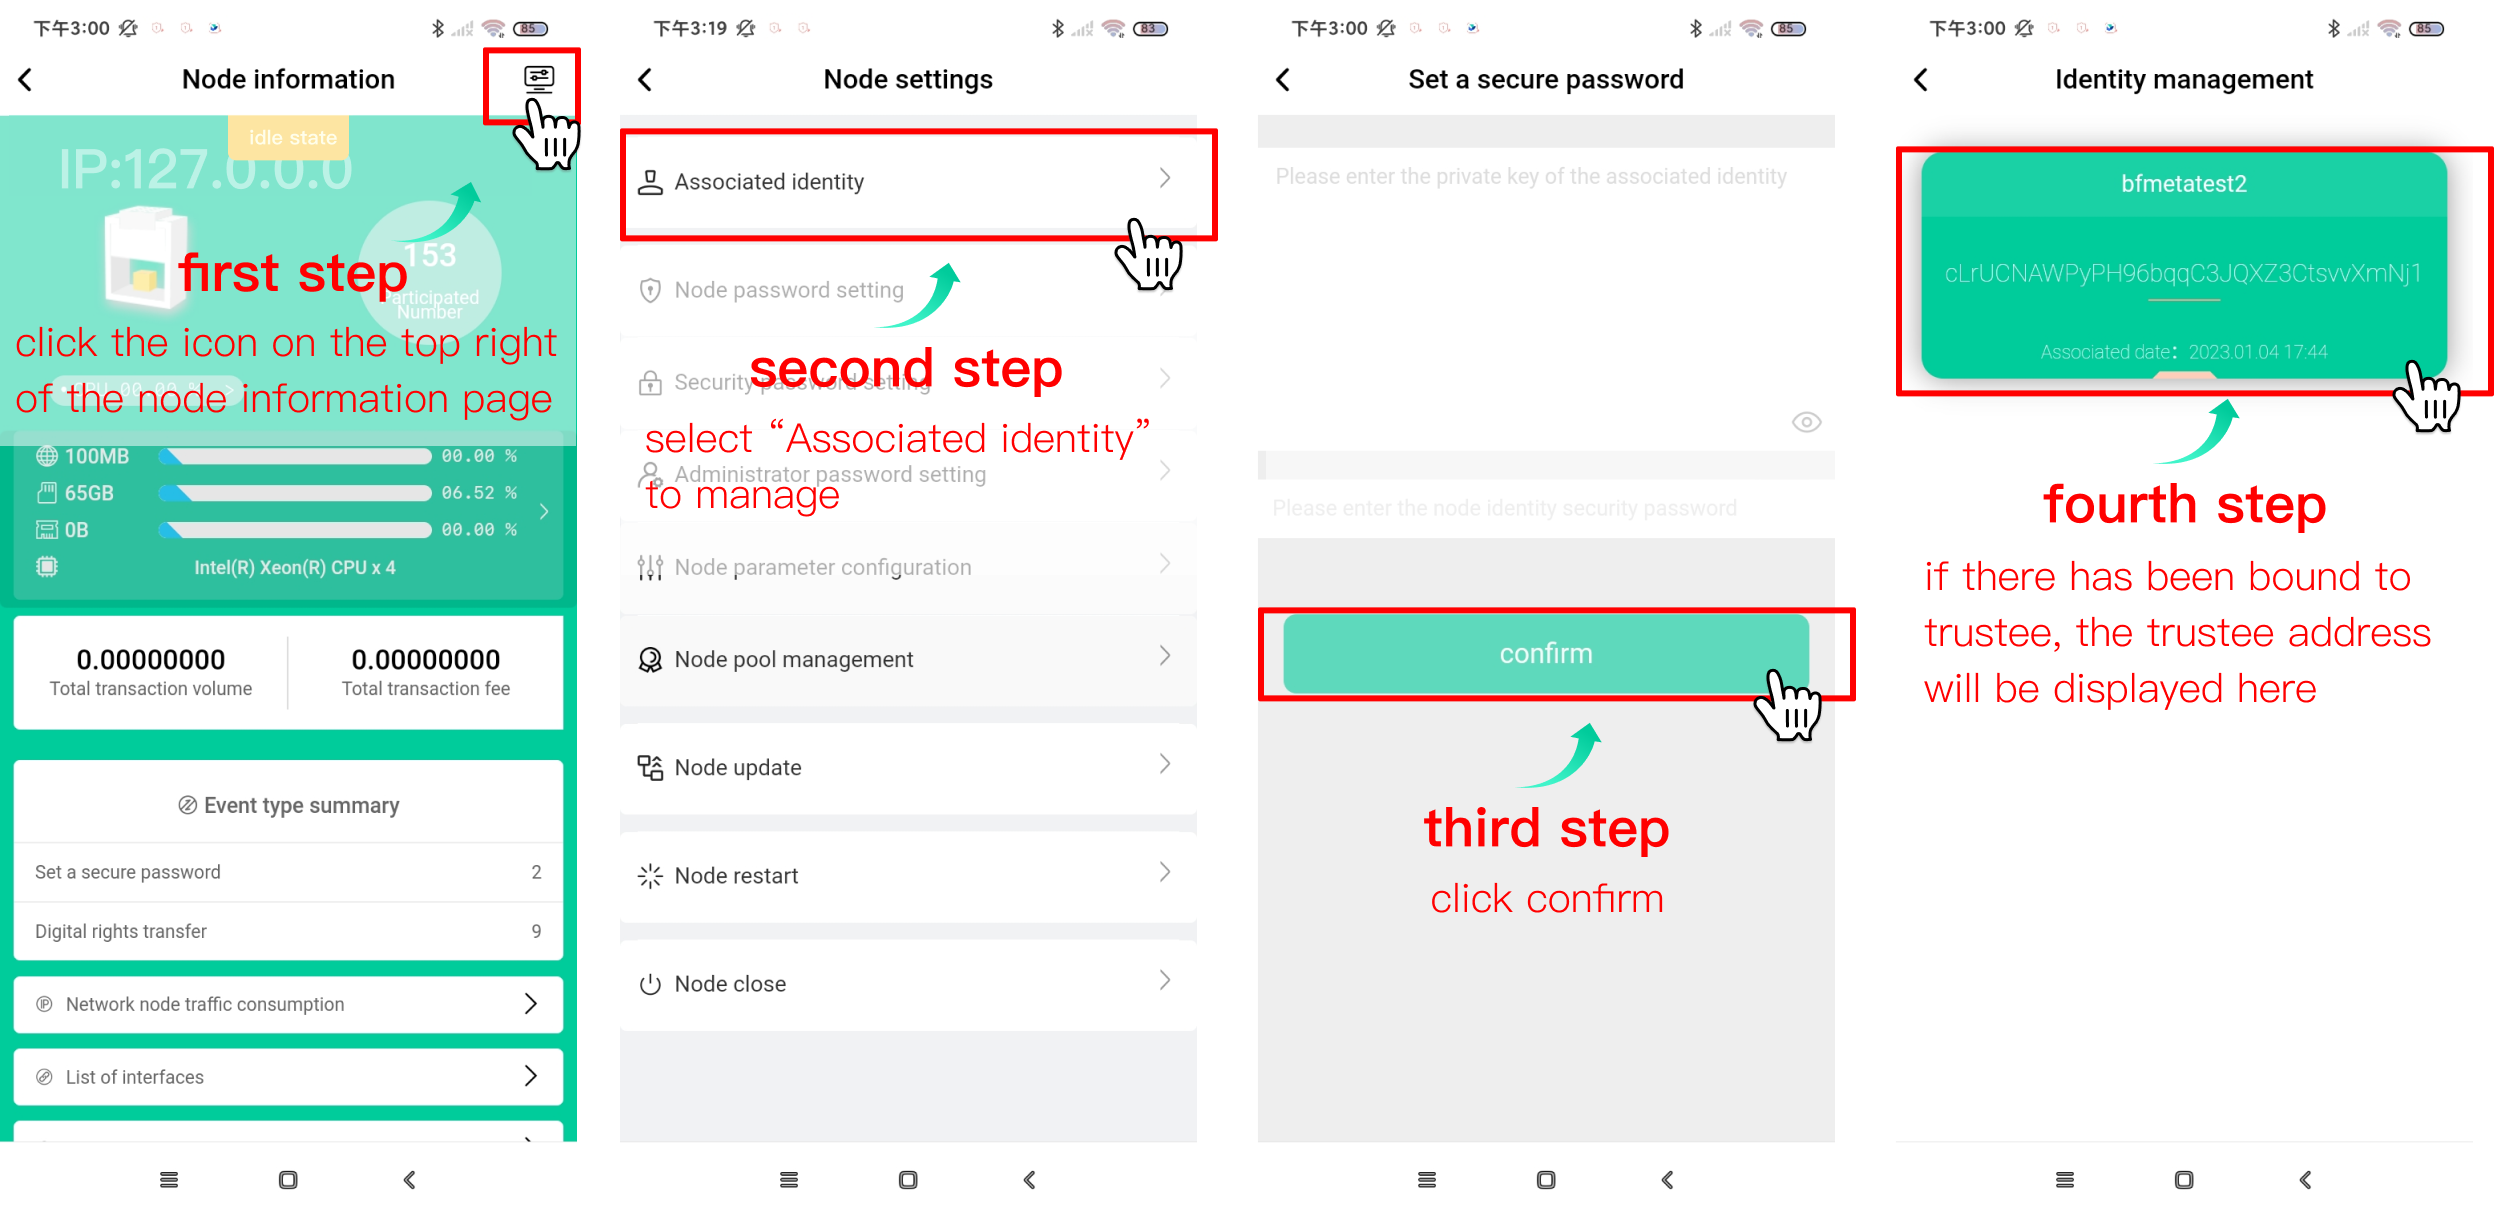 下午3:00
85
Node information
idle state
IP:127.0.0.0
153
Participated
Number
first step
click the icon on the top right
of the node information page
CPU 00.00 % >
100MB 00.00 %
65GB 06.52 %
0B 00.00 %
Intel(R) Xeon(R) CPU x 4
0.00000000
Total transaction volume
0.00000000
Total transaction fee
Event type summary
Set a secure password 2
Digital rights transfer 9
Network node traffic consumption
List of interfaces
下午3:19
83
Node settings
Associated identity
Node password setting
Security password setting
second step
select “Associated identity”
to manage
Administrator password setting
Node parameter configuration
Node pool management
Node update
Node restart
Node close
下午3:00
85
Set a secure password
Please enter the private key of the associated identity
Please enter the node identity security password
confirm
third step
click confirm
下午3:00
85
Identity management
bfmetatest2
cLrUCNAWPyPH96bqqC3JQXZ3CtsvvXmNj1
Associated date： 2023.01.04 17:44
fourth step
if there has been bound to
trustee, the trustee address
will be displayed here